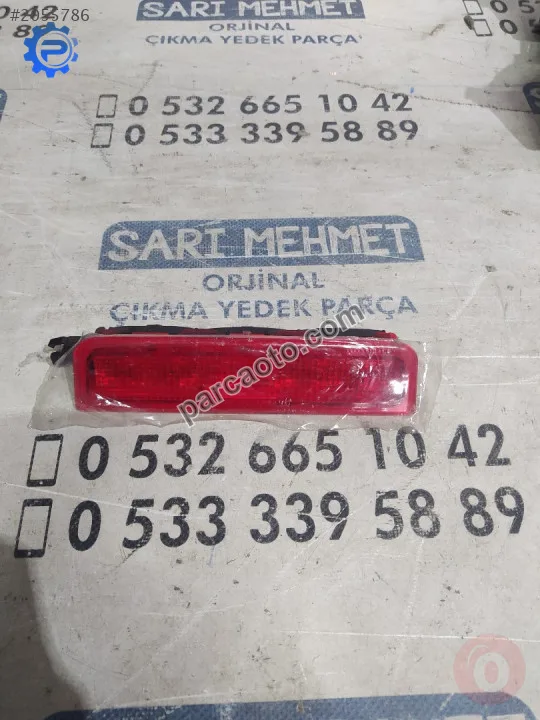 #2055786
SARI MEHMET
ORJİNAL
ÇIKMA YEDEK PARÇA
0 532 665 10 42
0 533 339 58 89
SARI MEHMET
ORJİNAL
ÇIKMA YEDEK PARÇA
parcaoto.com
0 532 665 10 42
0 533 339 58 89